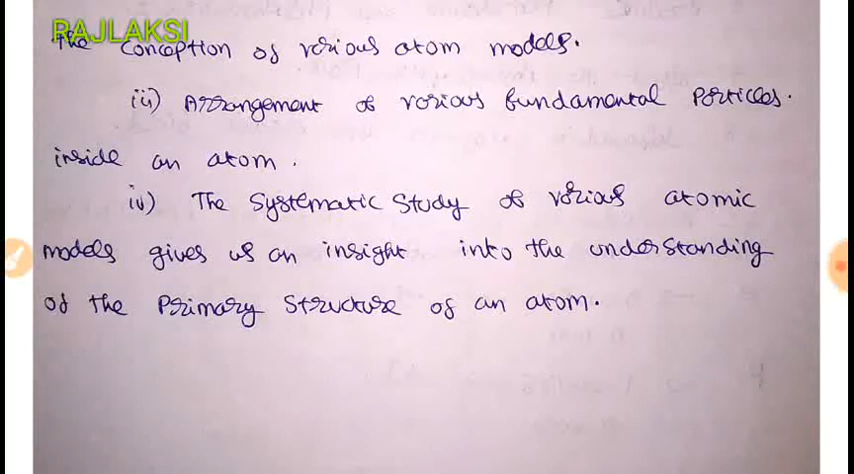 RAJLAKSI
The Conception of various atom models.
iii) Arrangement of various fundamental Particles.
inside an atom.
iv) The Systematic Study of various atomic
models gives us an insight into the understanding
of the Primary Structure of an atom.